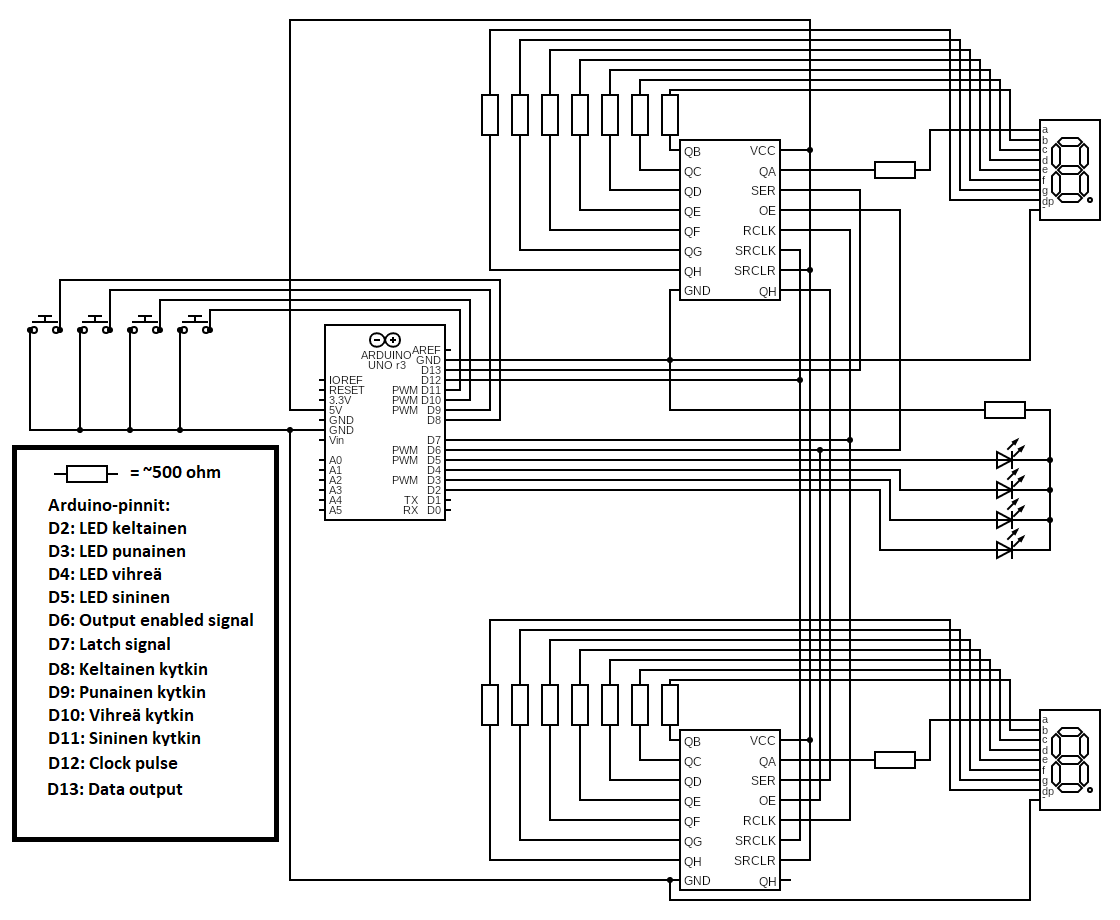 a
b
c
d
e
f
g
dp
-
QB VCC
QC QA
QD SER
QE OE
QF RCLK
QG SRCLK
QH SRCLR
GND QH
ARDUINO
UNO r3
AREF
GND
D13
IOREF D12
RESET PWM D11
3.3V PWM D10
5V PWM D9
GND D8
GND
Vin D7
PWM D6
A0 PWM D5
A1 D4
A2 PWM D3
A3 D2
A4 TX D1
A5 RX D0
= ~500 ohm
Arduino-pinnit:
D2: LED keltainen
D3: LED punainen
D4: LED vihreä
D5: LED sininen
D6: Output enabled signal
D7: Latch signal
D8: Keltainen kytkin
D9: Punainen kytkin
D10: Vihreä kytkin
D11: Sininen kytkin
D12: Clock pulse
D13: Data output
a
b
c
d
e
f
g
dp
-
QB VCC
QC QA
QD SER
QE OE
QF RCLK
QG SRCLK
QH SRCLR
GND QH